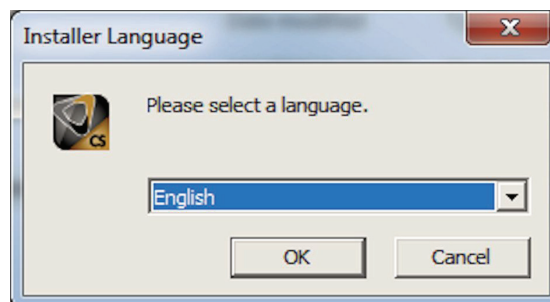 Installer Language
X
Please select a language.
CS
English
OK
Cancel